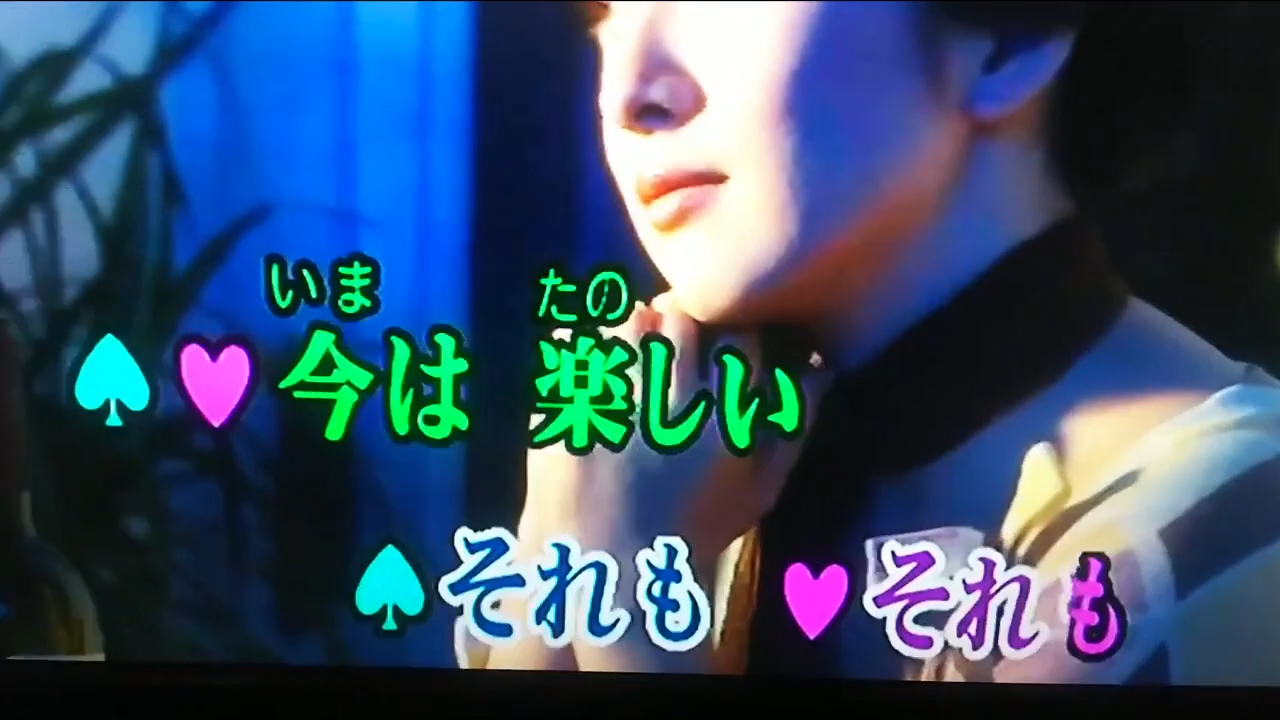 いま たの
♠♥今は 楽しい
♠それも ♥それも